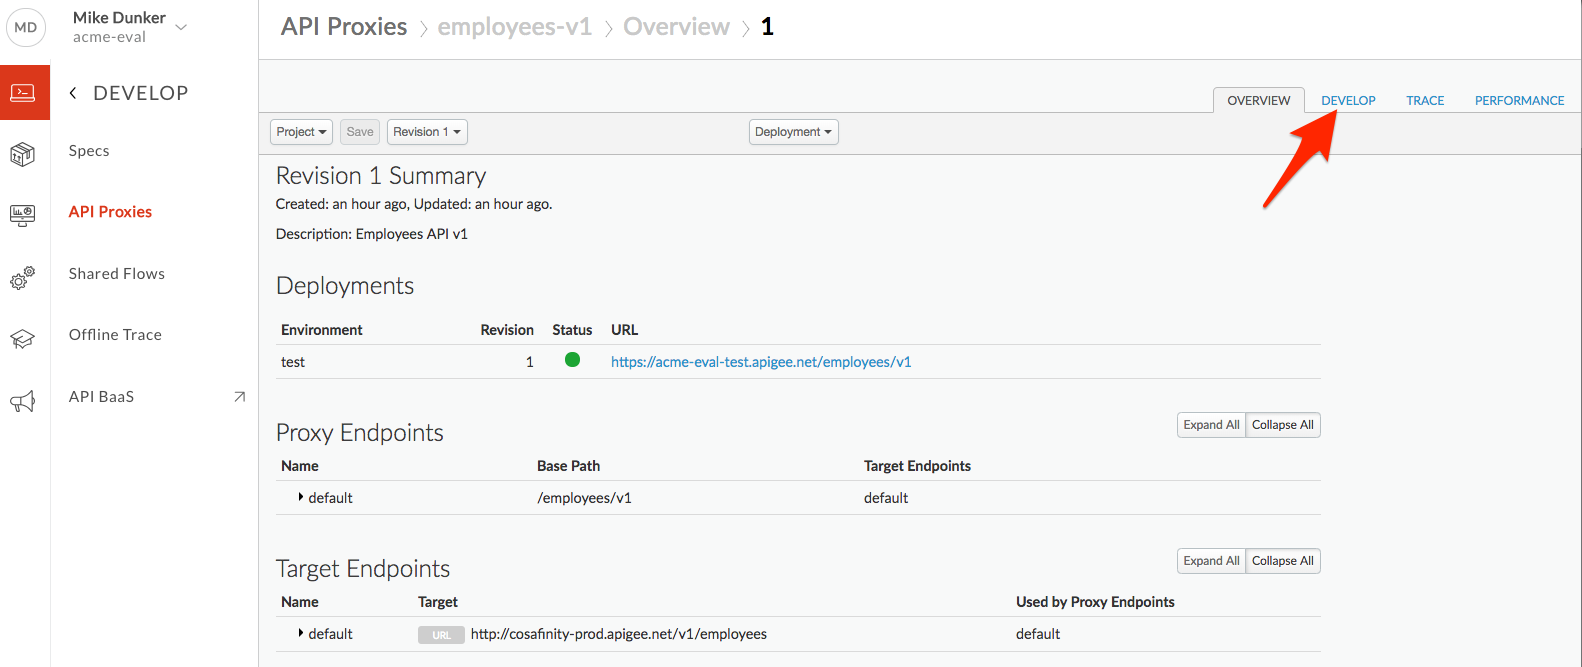 MD
Mike Dunker
acme-eval
API Proxies > employees-v1 > Overview > 1
DEVELOP
Specs
API Proxies
Shared Flows
Offline Trace
API BaaS
OVERVIEW DEVELOP TRACE PERFORMANCE
Project Save Revision 1 Deployment
Revision 1 Summary
Created: an hour ago, Updated: an hour ago.
Description: Employees API v1
Deployments
Environment Revision Status URL
test 1 https://acme-eval-test.apigee.net/employees/v1
Proxy Endpoints Expand All Collapse All
Name Base Path Target Endpoints
default /employees/v1 default
Target Endpoints Expand All Collapse All
Name Target Used by Proxy Endpoints
default URL http://cosafinity-prod.apigee.net/v1/employees default